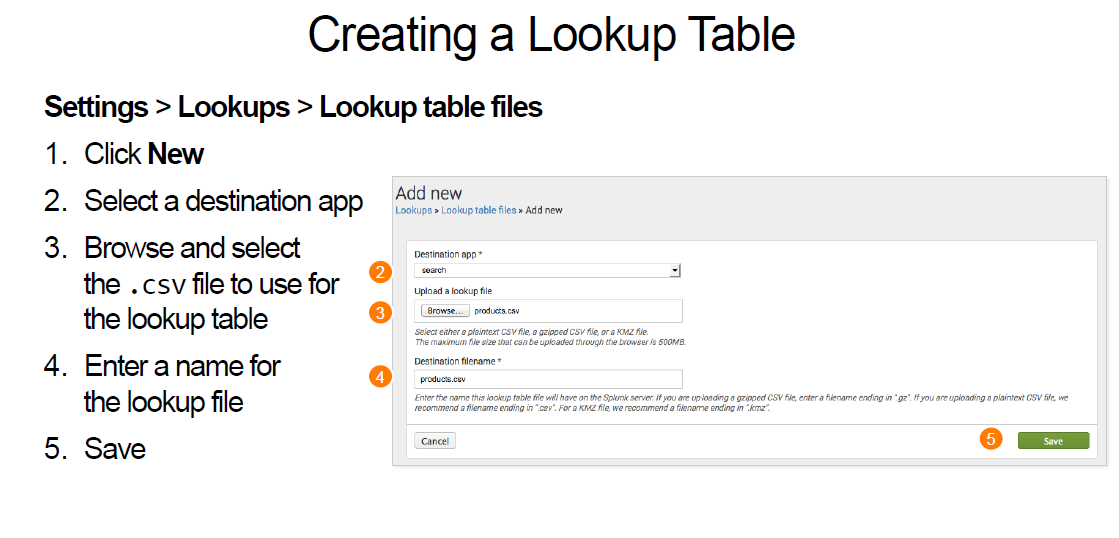 Creating a Lookup Table
Settings > Lookups > Lookup table files
1. Click New
2. Select a destination app
3. Browse and select
the .csv file to use for
the lookup table
4. Enter a name for
the lookup file
5. Save
Add new
Lookups » Lookup table files » Add new
Destination app *
2 search
Upload a lookup file
3 Browse... products.csv
Select either a plaintext CSV file, a gzipped CSV file, or a KMZ file.
The maximum file size that can be uploaded through the browser is 500MB.
Destination filename *
4 products.csv
Enter the name this lookup table file will have on the Splunk server. If you are uploading a gzipped CSV file, enter a filename ending in ".gz". If you are uploading a plaintext CSV file, we
recommend a filename ending in ".csv". For a KMZ file, we recommend a filename ending in ".kmz".
Cancel 5 Save